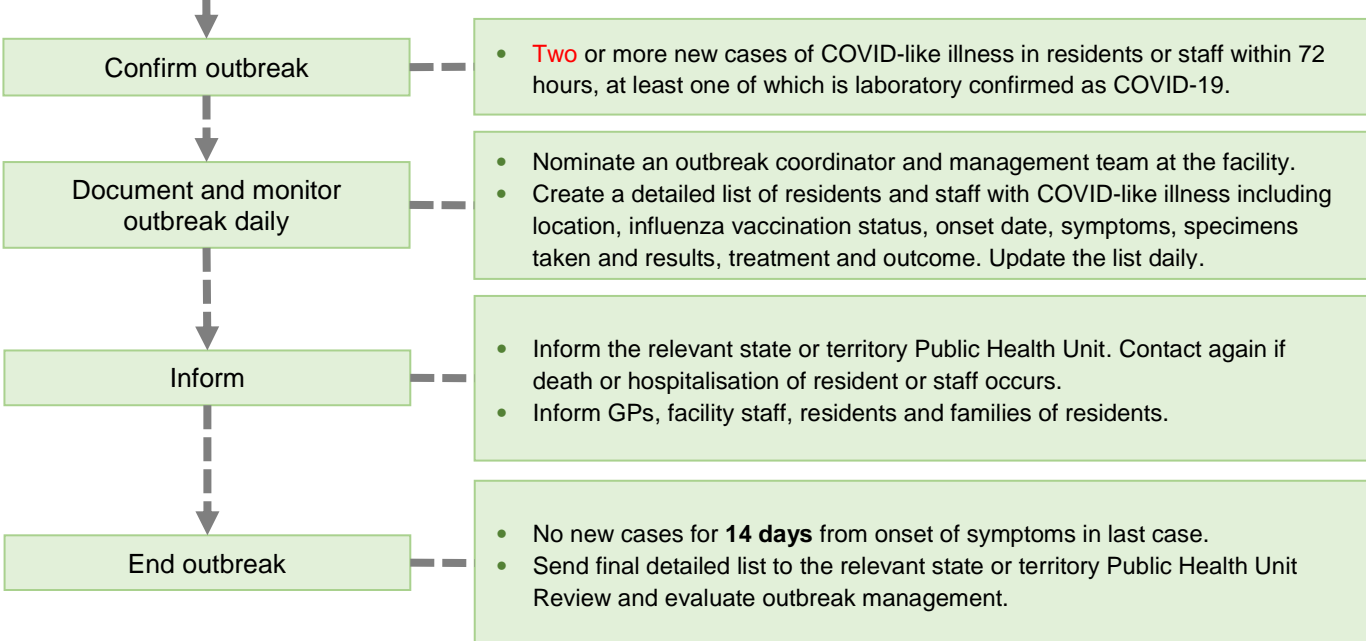 Confirm outbreak
• Two or more new cases of COVID-like illness in residents or staff within 72
hours, at least one of which is laboratory confirmed as COVID-19.
Document and monitor
outbreak daily
• Nominate an outbreak coordinator and management team at the facility.
• Create a detailed list of residents and staff with COVID-like illness including
location, influenza vaccination status, onset date, symptoms, specimens
taken and results, treatment and outcome. Update the list daily.
Inform
• Inform the relevant state or territory Public Health Unit. Contact again if
death or hospitalisation of resident or staff occurs.
• Inform GPs, facility staff, residents and families of residents.
End outbreak
• No new cases for 14 days from onset of symptoms in last case.
• Send final detailed list to the relevant state or territory Public Health Unit
Review and evaluate outbreak management.